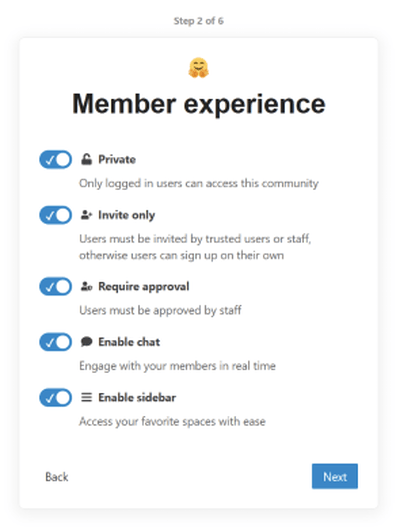 Step 2 of 6
Member experience
Private
Only logged in users can access this community
Invite only
Users must be invited by trusted users or staff,
otherwise users can sign up on their own
Require approval
Users must be approved by staff
Enable chat
Engage with your members in real time
Enable sidebar
Access your favorite spaces with ease
Back
Next